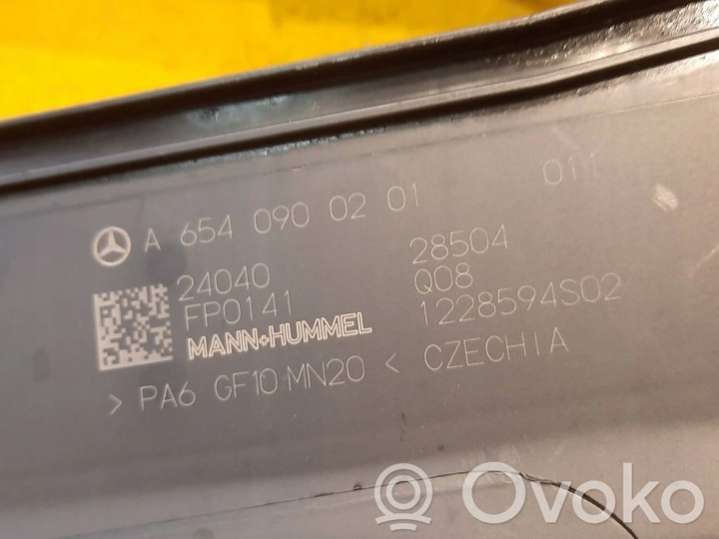 A 654 090 02 01 011
24040 28504
FP0141 Q08
MANN+HUMMEL 1228594S02
> PA6 GF10 MN20 < CZECHIA
Ovoko